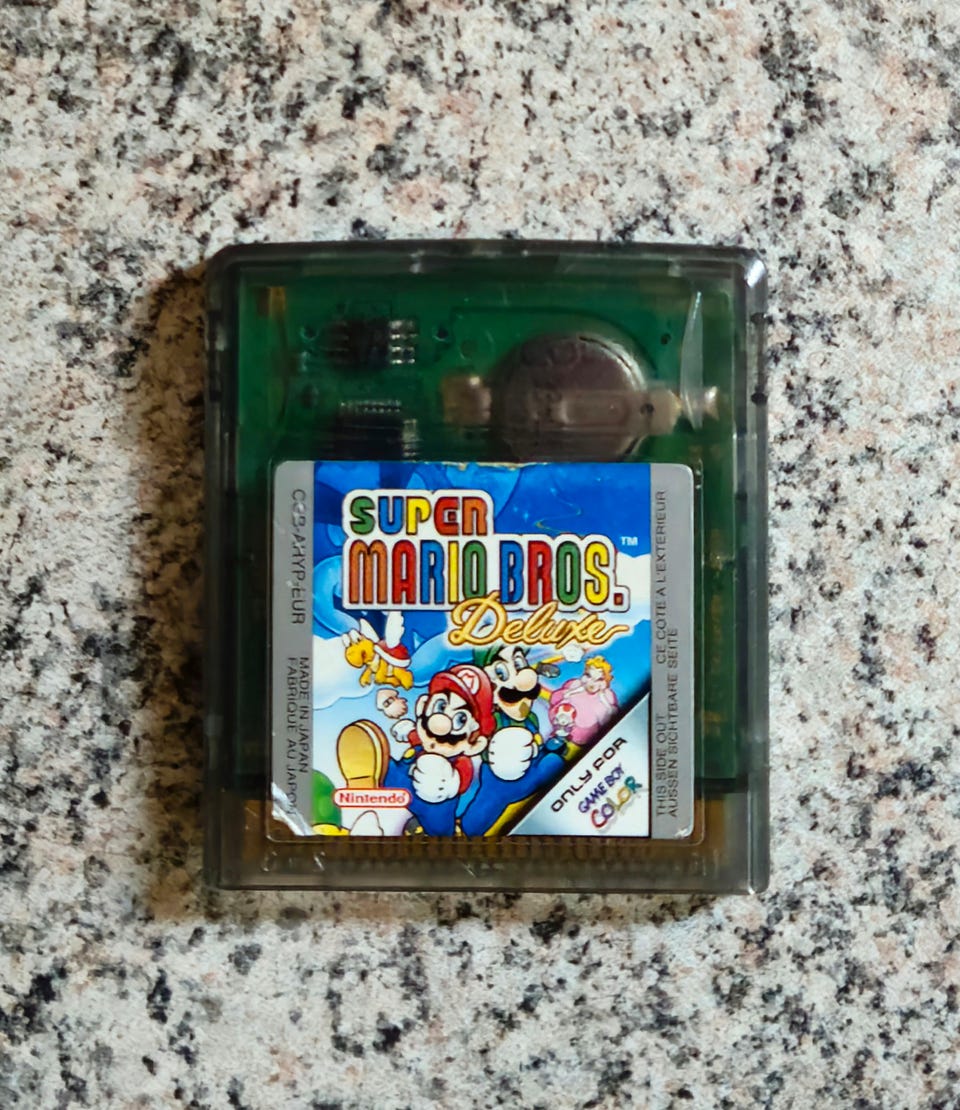 SUPER
MARIO BROS.™
Deluxe
Nintendo®
ONLY FOR
GAME BOY
COLOR
CGB-AHYP-EUR
MADE IN JAPAN
FABRIQUÉ AU JAPON
THIS SIDE OUT CE COTE A L'EXTERIEUR
AUSSEN SICHTBARE SEITE